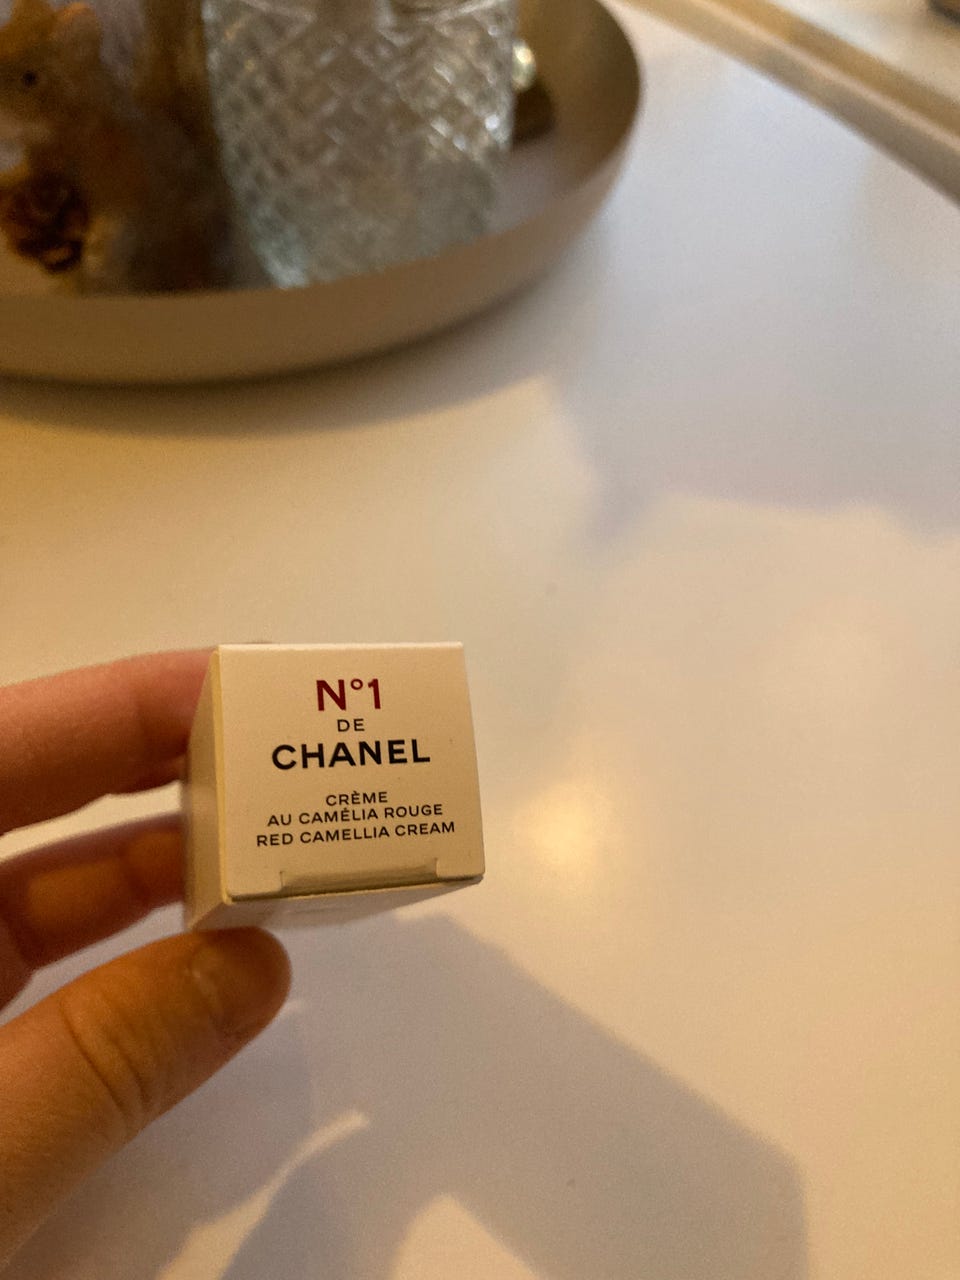 N°1
DE
CHANEL
CRÈME
AU CAMÉLIA ROUGE
RED CAMELLIA CREAM